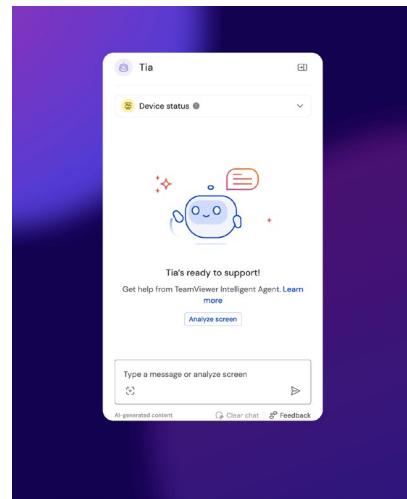 Tia
Device status
Tia's ready to support!
Get help from TeamViewer Intelligent Agent. Learn
more
Analyze screen
Type a message or analyze screen
AI-generated content
Clear chat
Feedback